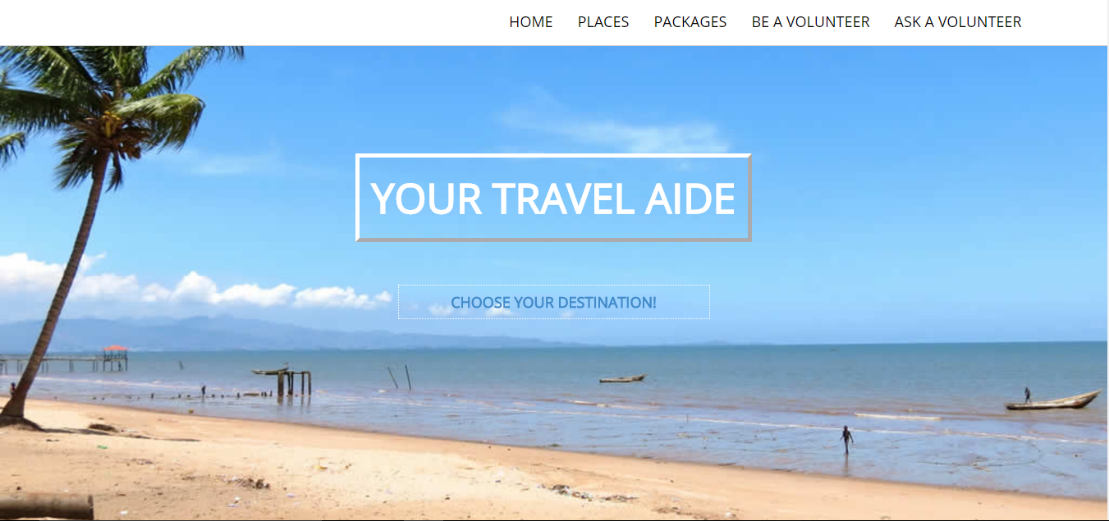 HOME PLACES PACKAGES BE A VOLUNTEER ASK A VOLUNTEER
YOUR TRAVEL AIDE
CHOOSE YOUR DESTINATION!